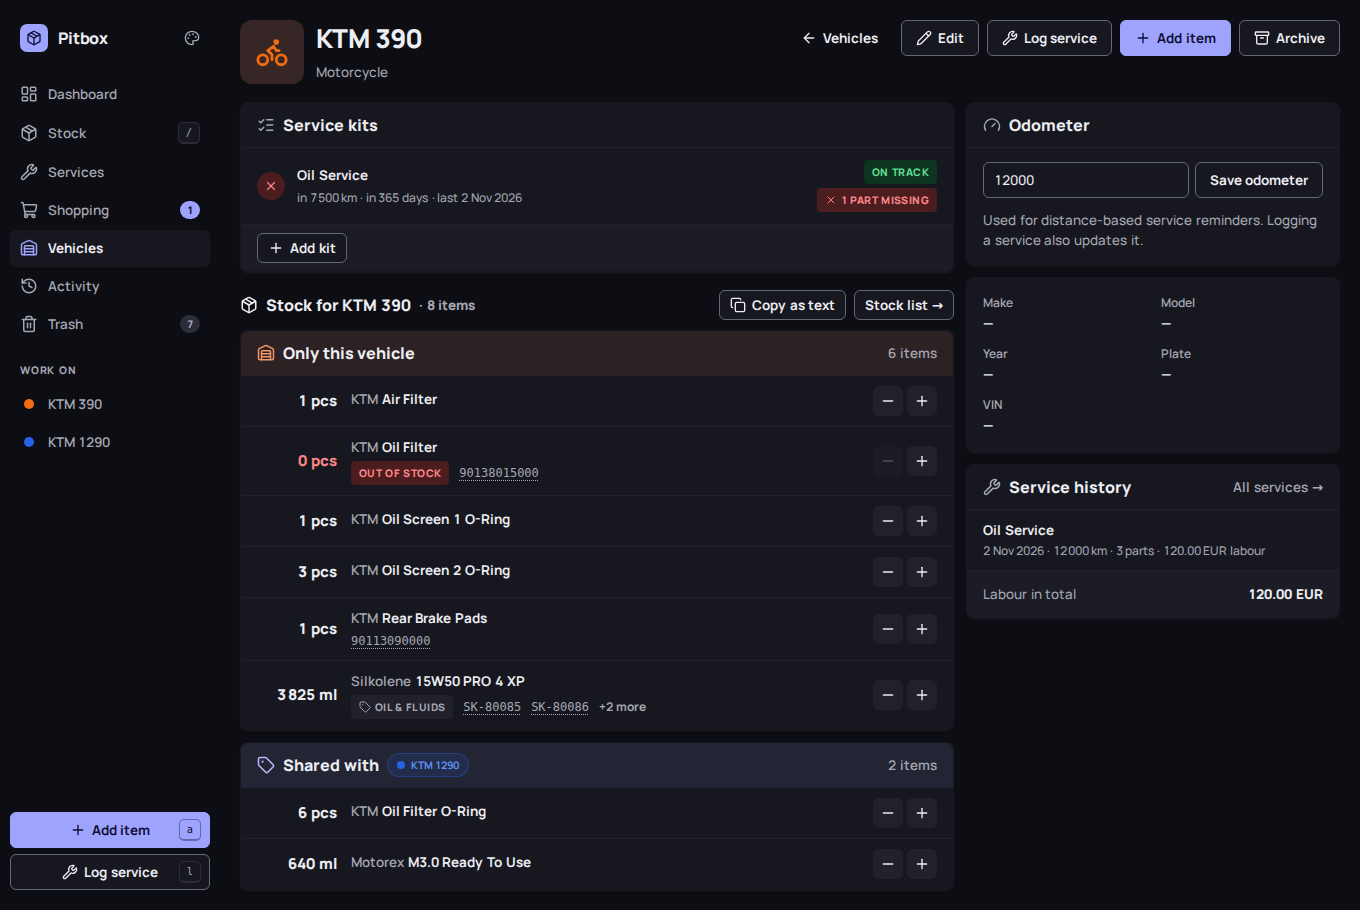 Pitbox
Dashboard
Stock /
Services
Shopping 1
Vehicles
Activity
Trash 7
WORK ON
KTM 390
KTM 1290
Add item a
Log service l
KTM 390
Motorcycle
← Vehicles
Edit
Log service
+ Add item
Archive
Service kits
Oil Service
in 7 500 km · in 365 days · last 2 Nov 2026
ON TRACK
× 1 PART MISSING
+ Add kit
Stock for KTM 390 · 8 items
Copy as text
Stock list →
Only this vehicle 6 items
1 pcs KTM Air Filter
0 pcs KTM Oil Filter
OUT OF STOCK 90138015000
1 pcs KTM Oil Screen 1 O-Ring
3 pcs KTM Oil Screen 2 O-Ring
1 pcs KTM Rear Brake Pads
90113090000
3 825 ml Silkolene 15W50 PRO 4 XP
OIL & FLUIDS SK-80085 SK-80086 +2 more
Shared with KTM 1290 2 items
6 pcs KTM Oil Filter O-Ring
640 ml Motorex M3.0 Ready To Use
Odometer
12000 Save odometer
Used for distance-based service reminders. Logging
a service also updates it.
Make Model
— —
Year Plate
— —
VIN
—
Service history All services →
Oil Service
2 Nov 2026 · 12 000 km · 3 parts · 120.00 EUR labour
Labour in total 120.00 EUR